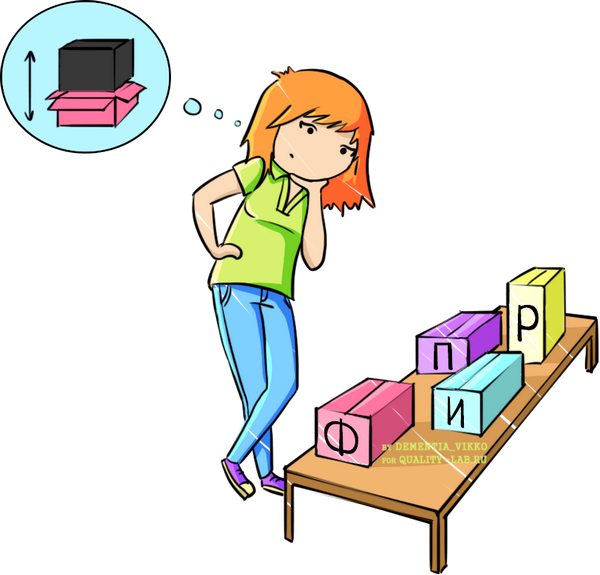 Р
П
И
Ф
BY DEMENTIA_VIKKO
FOR QUALITY-LAB.RU